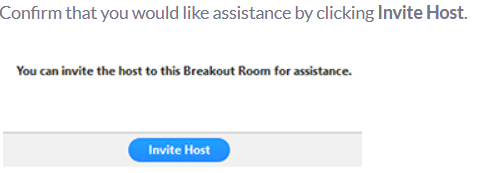 Confirm that you would like assistance by clicking Invite Host.
You can invite the host to this Breakout Room for assistance.
Invite Host